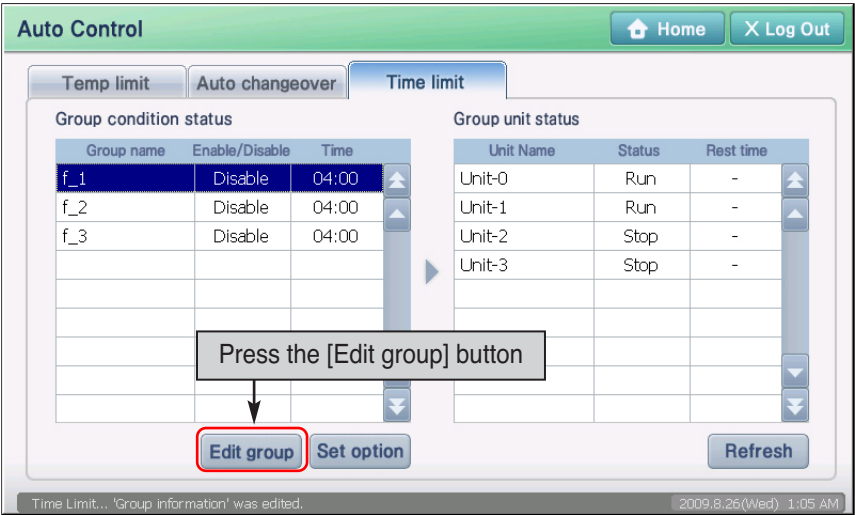 Auto Control
Home
X Log Out
Temp limit
Auto changeover
Time limit
Group condition status
Group name Enable/Disable Time
f_1 Disable 04:00
f_2 Disable 04:00
f_3 Disable 04:00
Group unit status
Unit Name Status Rest time
Unit-0 Run -
Unit-1 Run -
Unit-2 Stop -
Unit-3 Stop -
Press the [Edit group] button
Edit group
Set option
Refresh
Time Limit... 'Group information' was edited.
2009.8.26(Wed) 1:05 AM